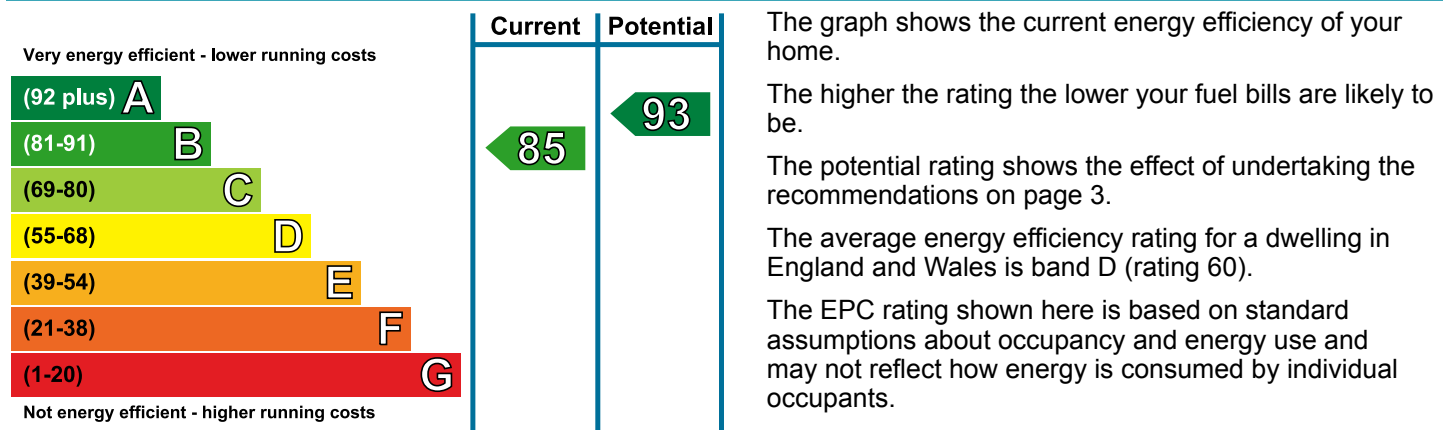 Current Potential
Very energy efficient - lower running costs
(92 plus) A
(81-91) B
(69-80) C
(55-68) D
(39-54) E
(21-38) F
(1-20) G
Not energy efficient - higher running costs
85
93
The graph shows the current energy efficiency of your
home.
The higher the rating the lower your fuel bills are likely to
be.
The potential rating shows the effect of undertaking the
recommendations on page 3.
The average energy efficiency rating for a dwelling in
England and Wales is band D (rating 60).
The EPC rating shown here is based on standard
assumptions about occupancy and energy use and
may not reflect how energy is consumed by individual
occupants.